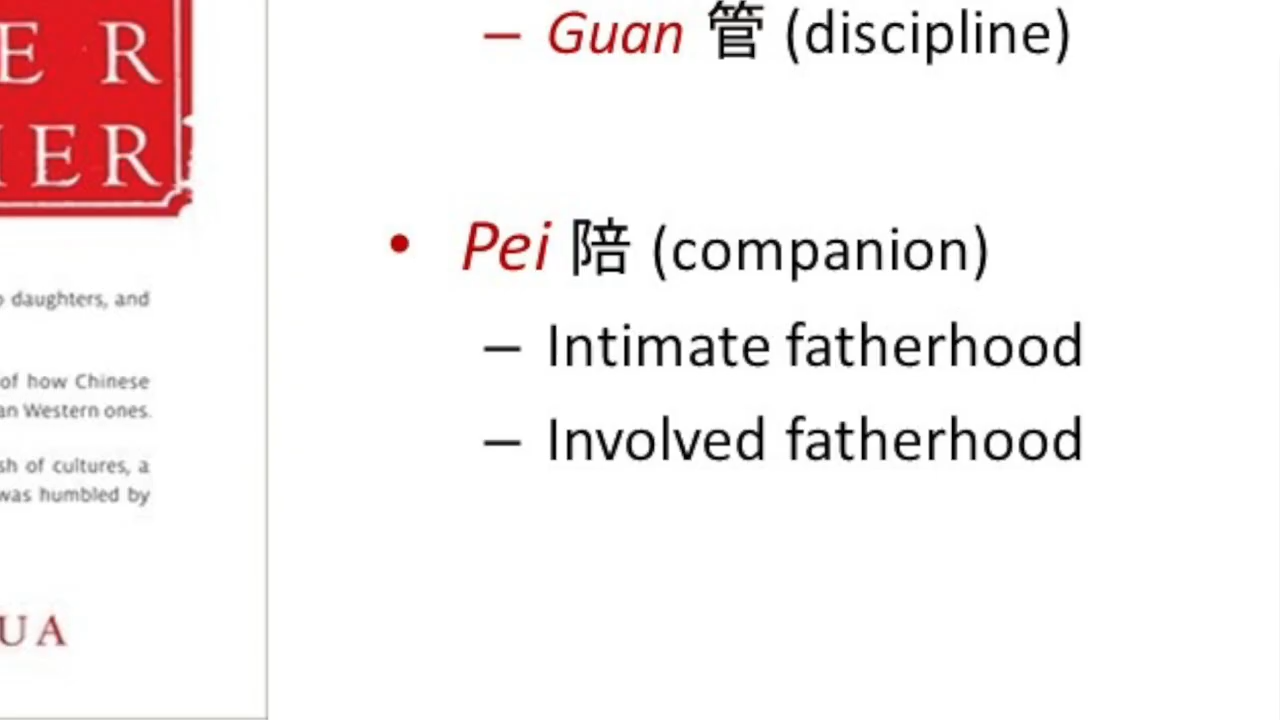 E R
HER
daughters, and
of how Chinese
an Western ones.
sh of cultures, a
was humbled by
UA
– Guan 管 (discipline)
• Pei 陪 (companion)
– Intimate fatherhood
– Involved fatherhood